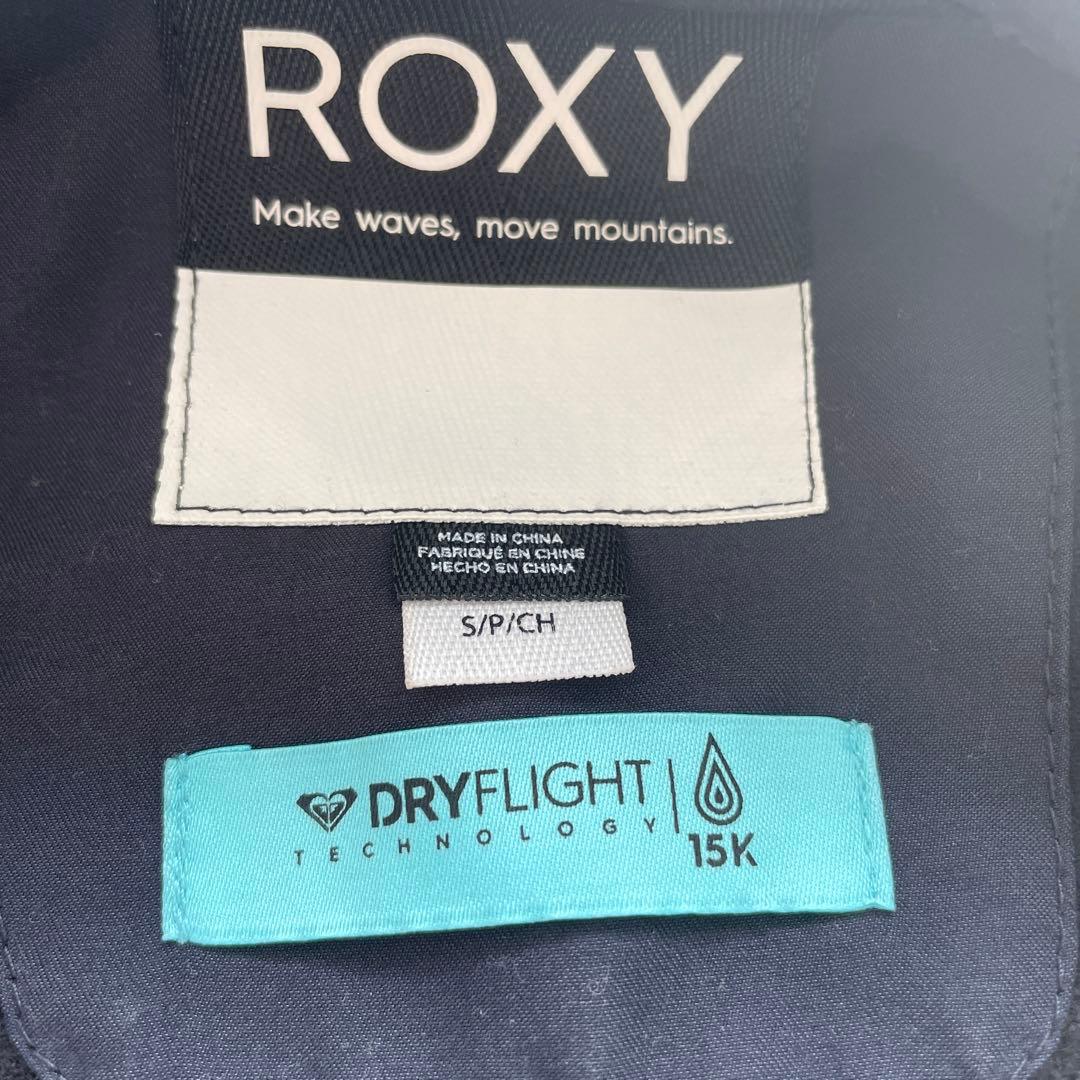 ROXY
Make waves, move mountains.
MADE IN CHINA
FABRIQUÉ EN CHINE
HECHO EN CHINA
S/P/CH
DRYFLIGHT
TECHNOLOGY
15K